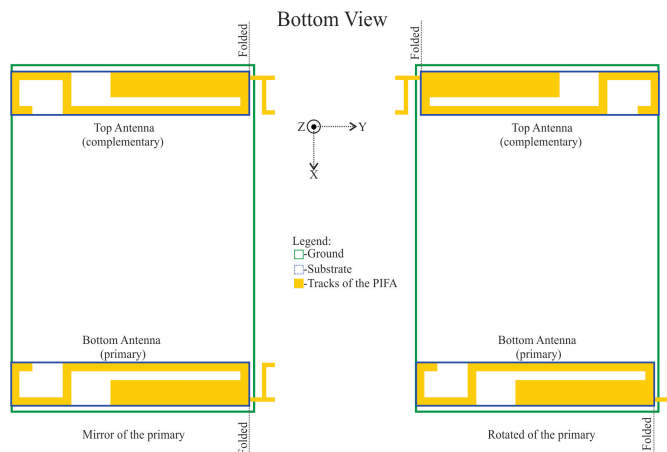 Bottom View
Folded
Folded
Top Antenna
(complementary)
Z
Y
X
Top Antenna
(complementary)
Legend:
-Ground
-Substrate
-Tracks of the PIFA
Bottom Antenna
(primary)
Bottom Antenna
(primary)
Mirror of the primary
Folded
Rotated of the primary
Folded